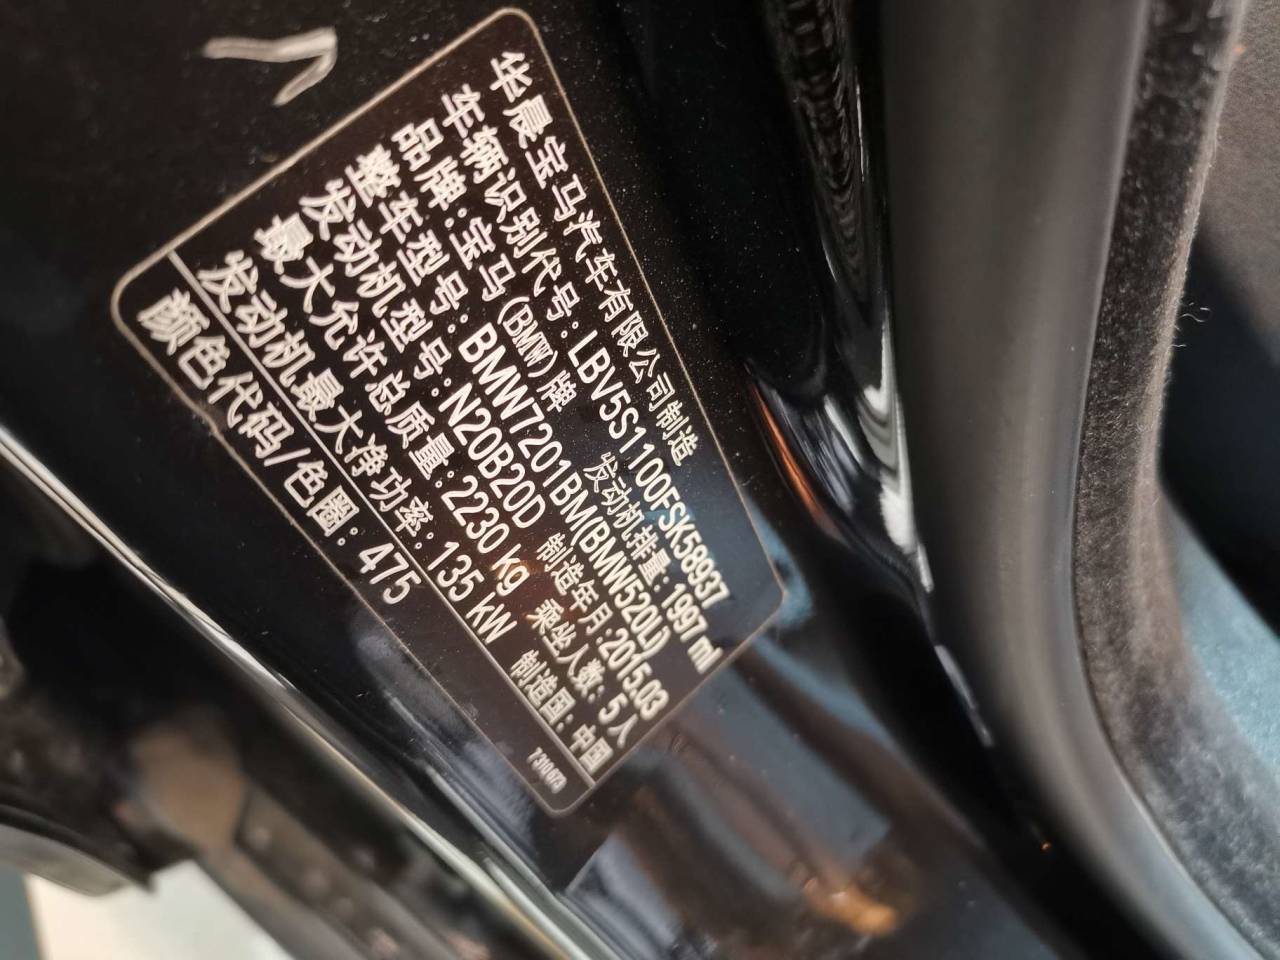 华晨宝马汽车有限公司制造
车辆识别代号:LBV5S1100FSK58937
品牌:宝马(BMW)牌 发动机排量:1997 ml
整车型号:BMW7201BM(BMW520Li)
发动机型号:N20B20D 制造年月:2015.03
最大允许总质量:2230 kg 乘坐人数:5人
发动机最大净功率:135 kW 制造国:中国
颜色代码/色圈:475